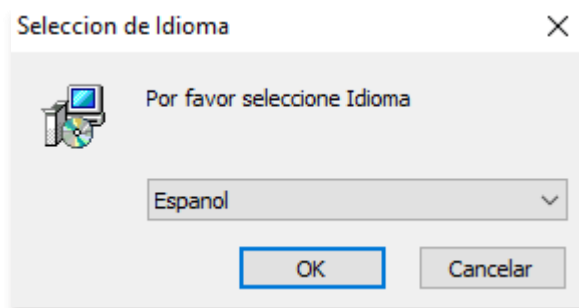 Seleccion de Idioma
Por favor seleccione Idioma
Espanol
OK
Cancelar